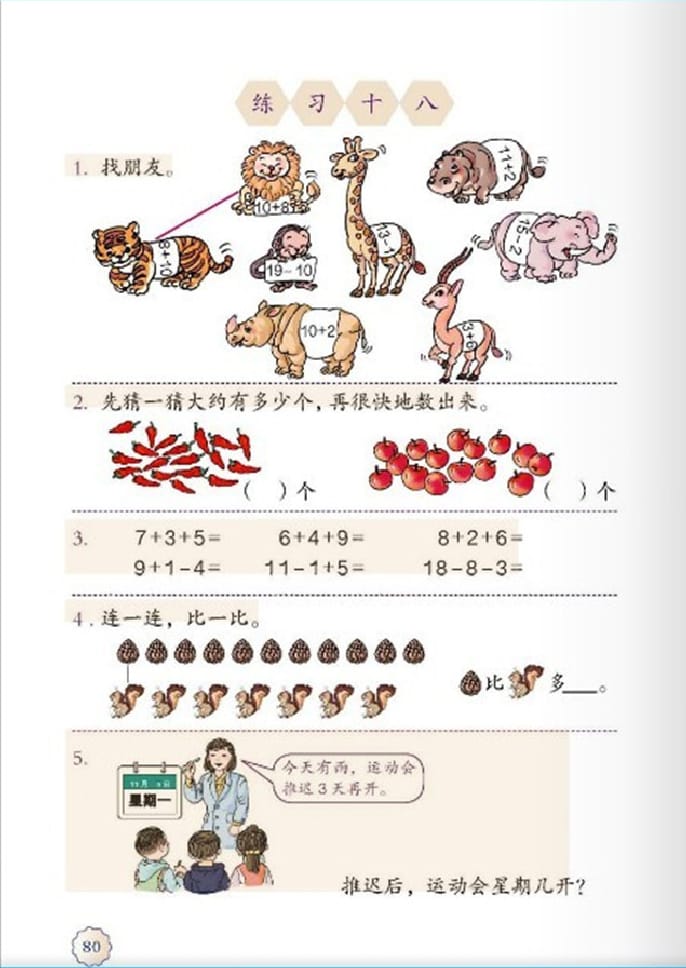 练习十八
1. 找朋友。
10+8
13-1
11+2
8+10
19-10
15-2
10+2
3+6
2. 先猜一猜大约有多少个,再很快地数出来。
( )个 ( )个
3. 7+3+5= 6+4+9= 8+2+6=
9+1-4= 11-1+5= 18-8-3=
4. 连一连,比一比。
比 多___。
5.
今天有雨,运动会
推迟3天再开。
星期一
推迟后,运动会星期几开?
80